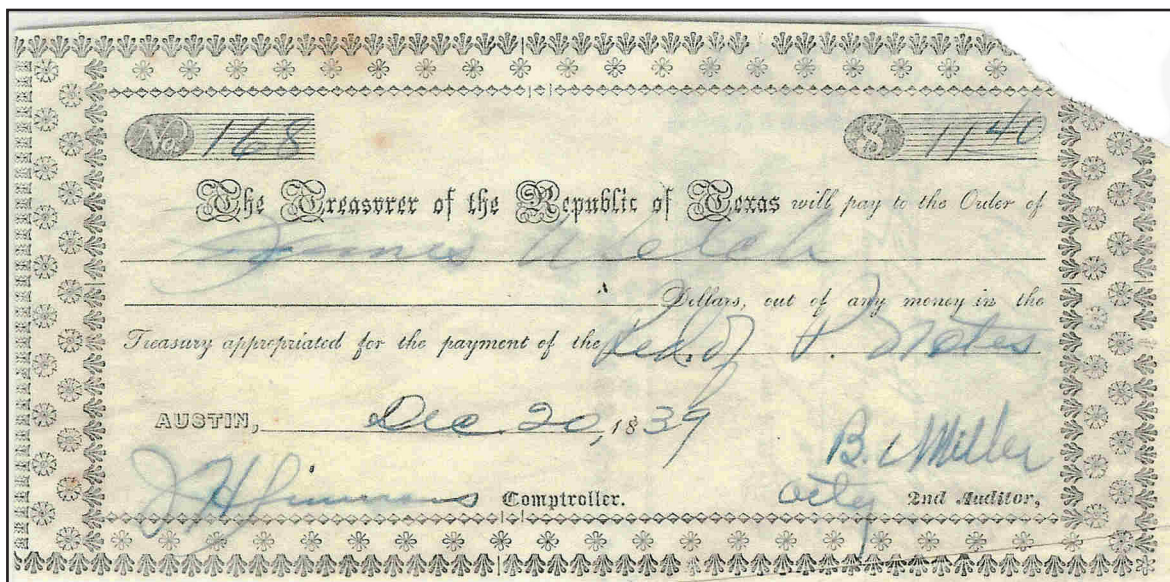 No. 168 $ 11 40
The Treasurer of the Republic of Texas will pay to the Order of
James Welch
Dollars, out of any money in the
Treasury appropriated for the payment of the Red. of P. Notes
AUSTIN, Dec 20, 1839
B. Miller
J H Simmons Comptroller. 2nd Auditor,